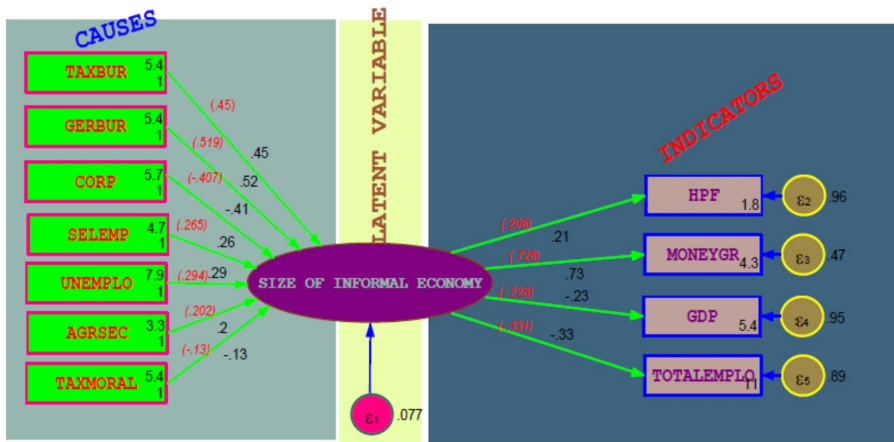 CAUSES
LATENT VARIABLE
INDICATORS
TAXBUR 5.4 1
(.45)
.45
GERBUR 5.4 1
(.519)
.52
CORP 5.7 1
(-.407)
-.41
SELEMP 4.7 1
(.265)
.26
UNEMPLO 7.9 1
(.294)
.29
AGRSEC 3.3 1
(.202)
.2
TAXMORAL 5.4 1
(-.13)
-.13
SIZE OF INFORMAL ECONOMY
ε1 .077
(.208)
.21
HPF 1.8
ε2 .96
(.728)
.73
MONEYGR 4.3
ε3 .47
(-.228)
-.23
GDP 5.4
ε4 .95
(-.331)
-.33
TOTALEMPLO 11
ε5 .89